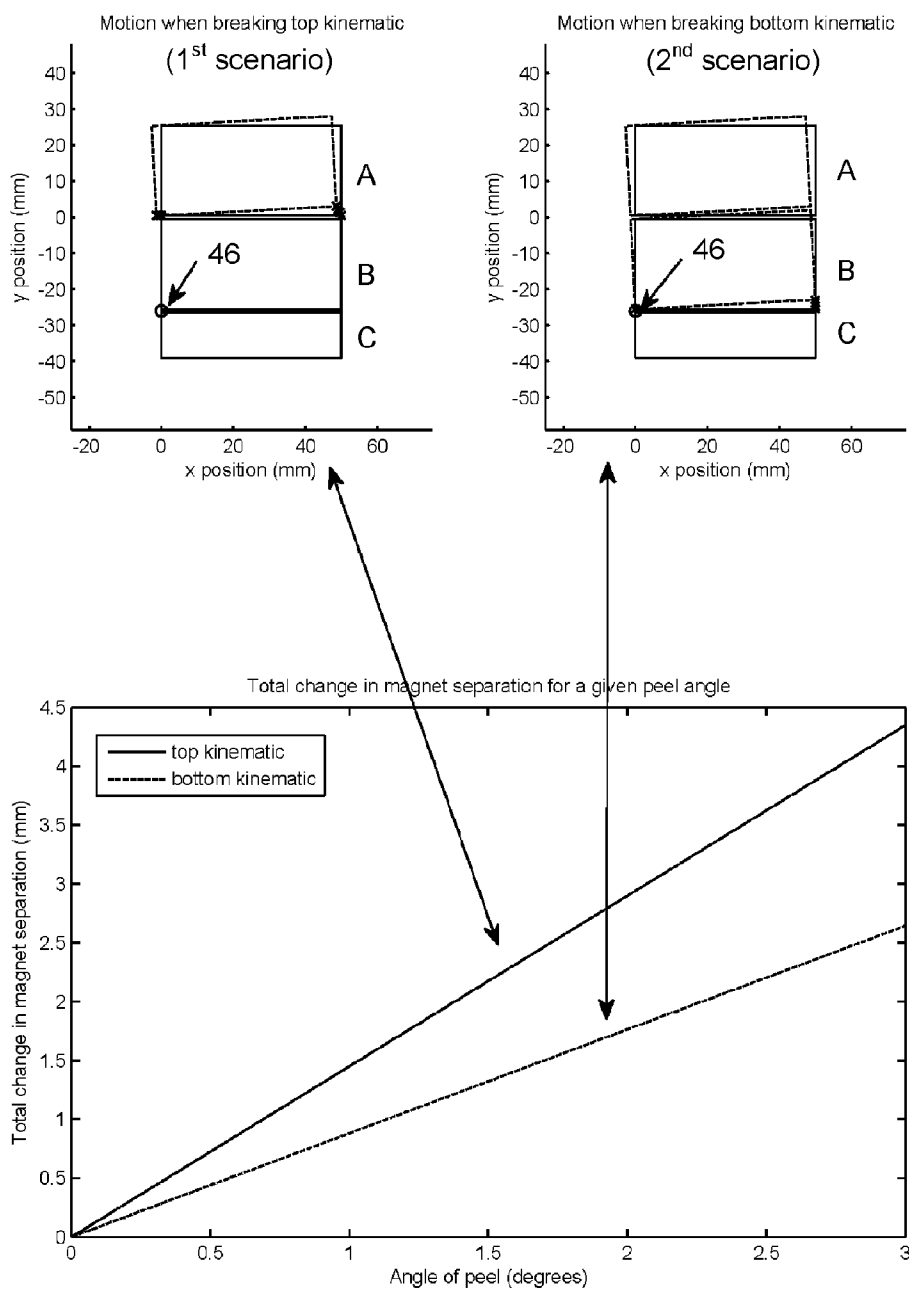 Motion when breaking top kinematic
(1st scenario)
40
30
20
10
0
-10
-20
-30
-40
-50
y position (mm)
A
46
B
C
-20 0 20 40 60
x position (mm)
Motion when breaking bottom kinematic
(2nd scenario)
40
30
20
10
0
-10
-20
-30
-40
-50
y position (mm)
A
46
B
C
-20 0 20 40 60
x position (mm)
Total change in magnet separation for a given peel angle
4.5
4
3.5
3
2.5
2
1.5
1
0.5
0
Total change in magnet separation (mm)
top kinematic
bottom kinematic
0 0.5 1 1.5 2 2.5 3
Angle of peel (degrees)